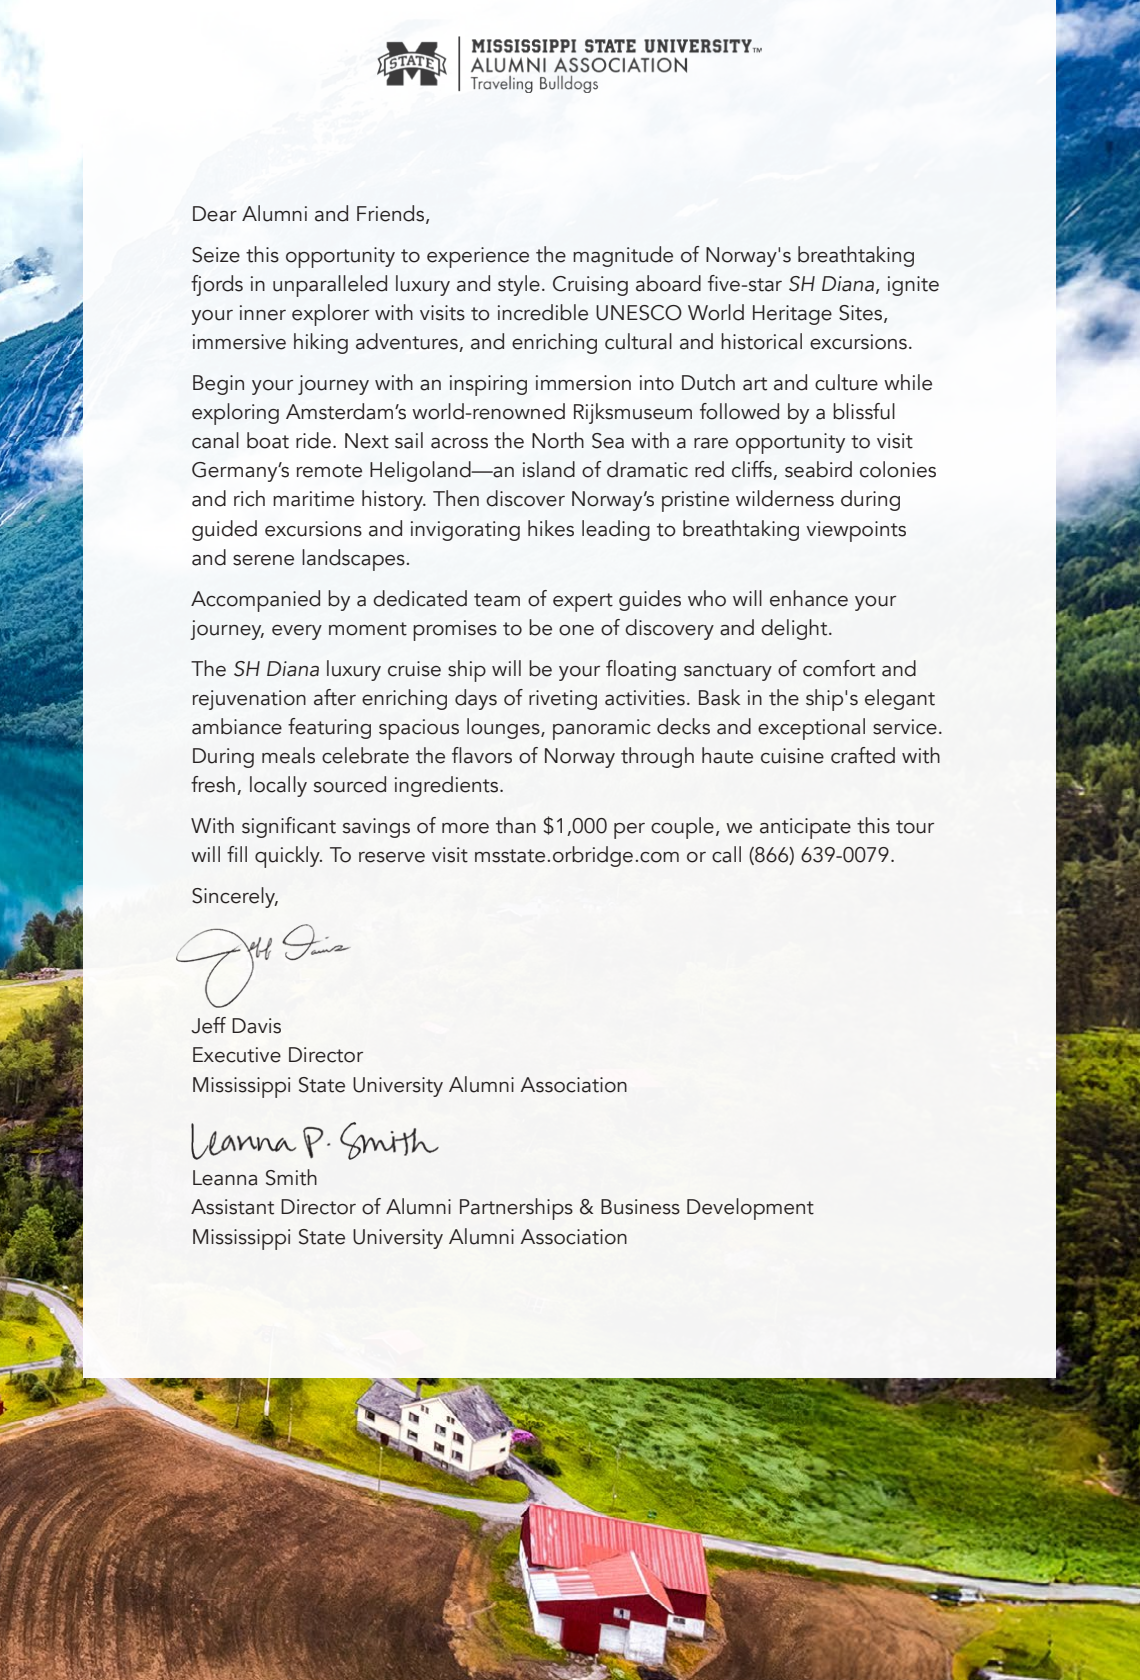 STATE
MISSISSIPPI STATE UNIVERSITY™
ALUMNI ASSOCIATION
Traveling Bulldogs
Dear Alumni and Friends,
Seize this opportunity to experience the magnitude of Norway's breathtaking
fjords in unparalleled luxury and style. Cruising aboard five-star SH Diana, ignite
your inner explorer with visits to incredible UNESCO World Heritage Sites,
immersive hiking adventures, and enriching cultural and historical excursions.
Begin your journey with an inspiring immersion into Dutch art and culture while
exploring Amsterdam’s world-renowned Rijksmuseum followed by a blissful
canal boat ride. Next sail across the North Sea with a rare opportunity to visit
Germany’s remote Heligoland—an island of dramatic red cliffs, seabird colonies
and rich maritime history. Then discover Norway’s pristine wilderness during
guided excursions and invigorating hikes leading to breathtaking viewpoints
and serene landscapes.
Accompanied by a dedicated team of expert guides who will enhance your
journey, every moment promises to be one of discovery and delight.
The SH Diana luxury cruise ship will be your floating sanctuary of comfort and
rejuvenation after enriching days of riveting activities. Bask in the ship's elegant
ambiance featuring spacious lounges, panoramic decks and exceptional service.
During meals celebrate the flavors of Norway through haute cuisine crafted with
fresh, locally sourced ingredients.
With significant savings of more than $1,000 per couple, we anticipate this tour
will fill quickly. To reserve visit msstate.orbridge.com or call (866) 639-0079.
Sincerely,
Jeff Davis
Jeff Davis
Executive Director
Mississippi State University Alumni Association
Leanna P. Smith
Leanna Smith
Assistant Director of Alumni Partnerships & Business Development
Mississippi State University Alumni Association